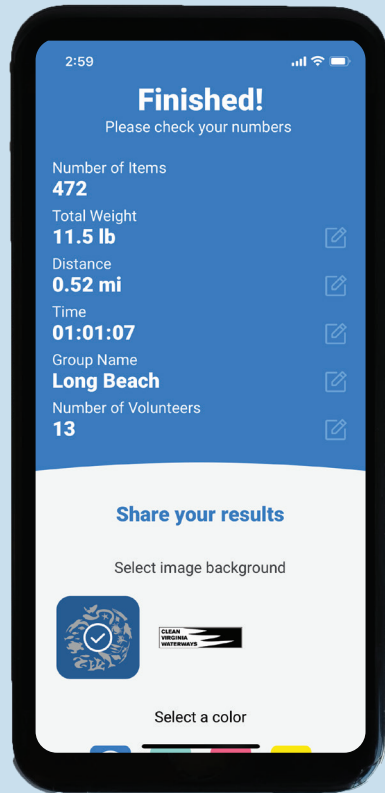 2:59
Finished!
Please check your numbers
Number of Items
472
Total Weight
11.5 lb
Distance
0.52 mi
Time
01:01:07
Group Name
Long Beach
Number of Volunteers
13
Share your results
Select image background
CLEAN
VIRGINIA
WATERWAYS
Select a color